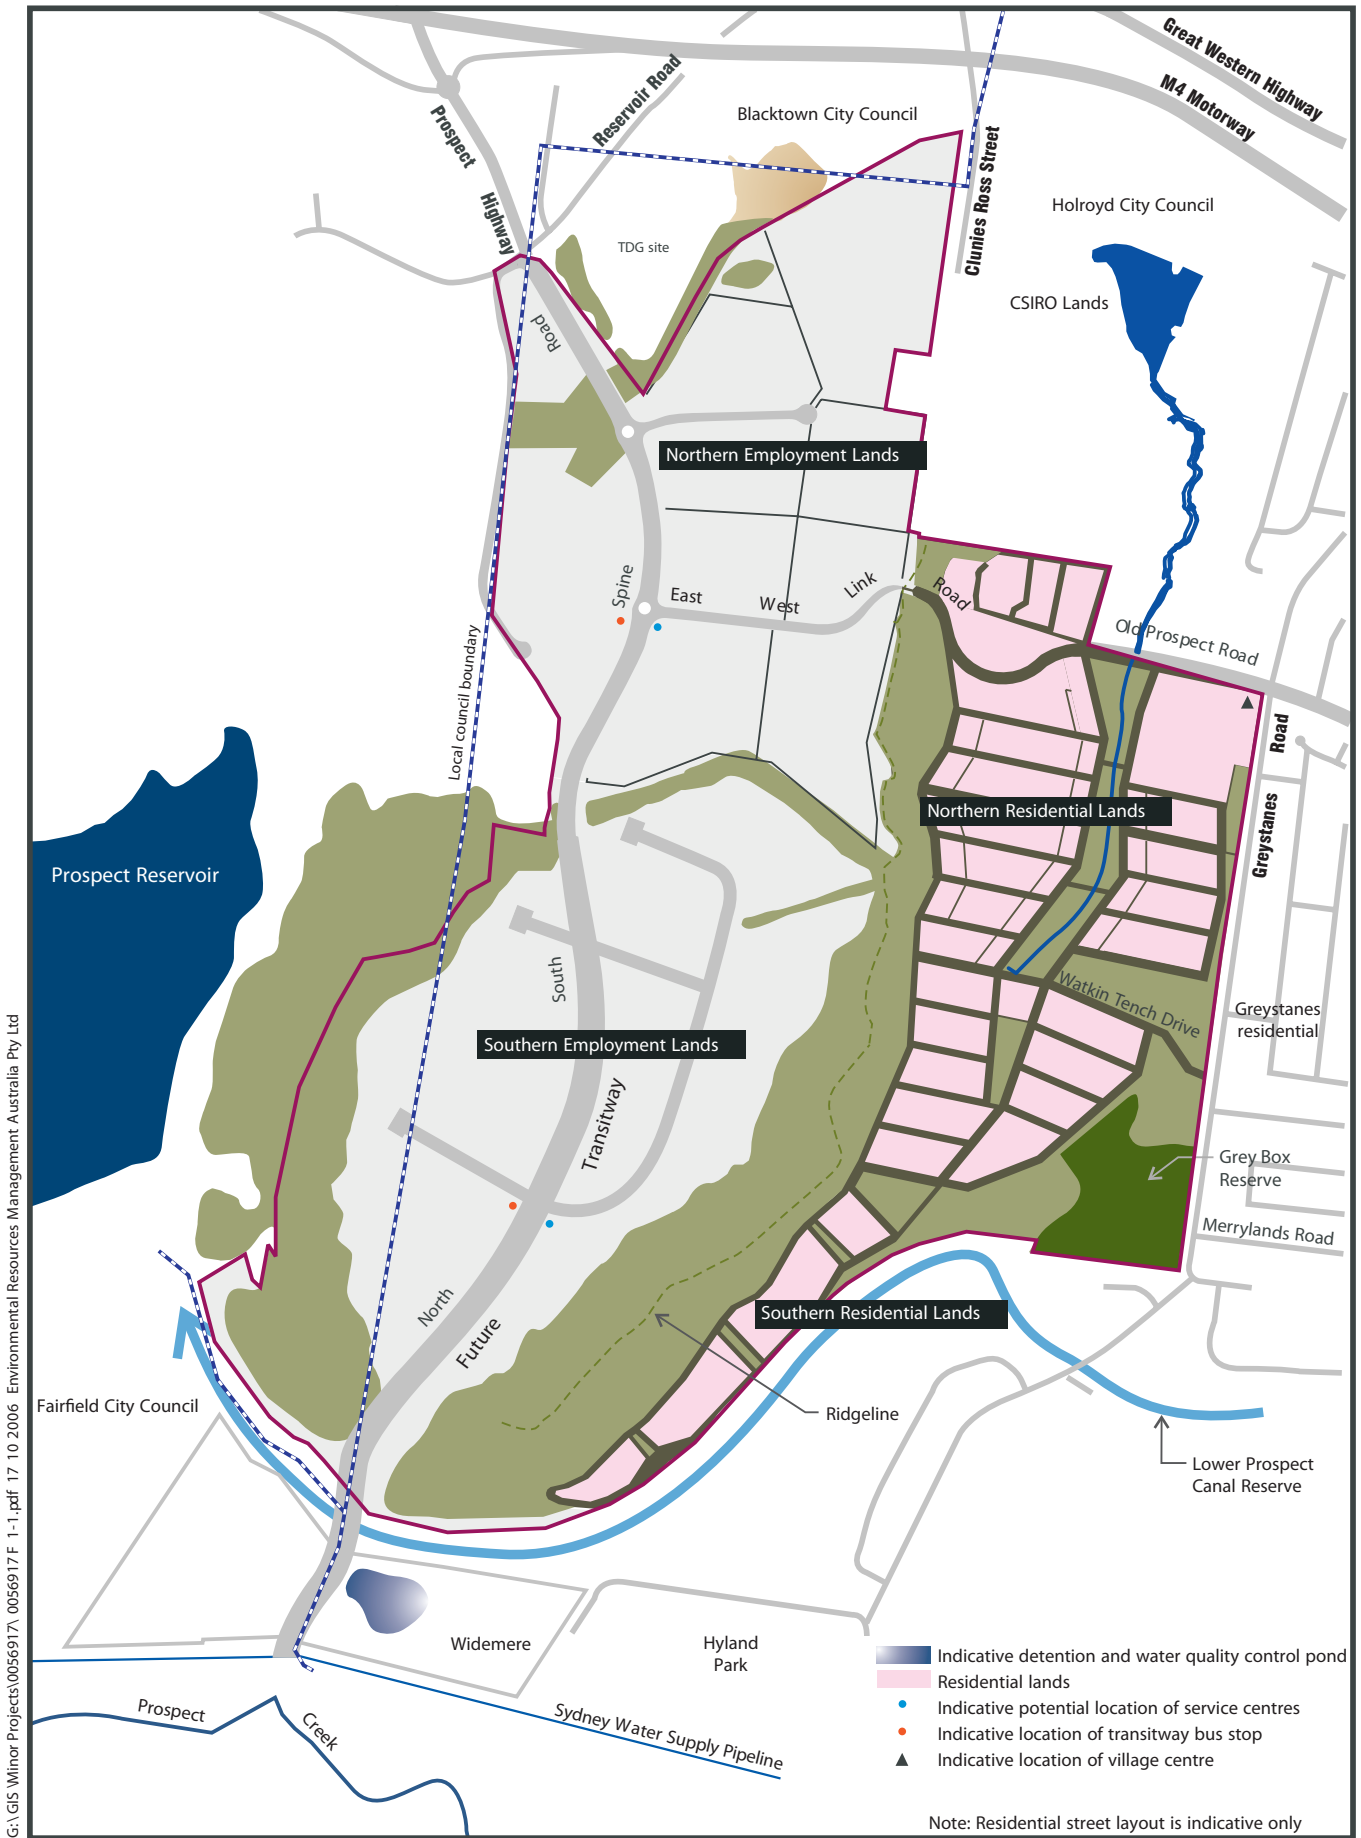 Great Western Highway
M4 Motorway
Prospect
Highway
Reservoir Road
Blacktown City Council
Clunies Ross Street
Holroyd City Council
TDG site
CSIRO Lands
Road
Northern Employment Lands
Spine
East
West
Link
Road
Old Prospect Road
Local council boundary
Road
Greystanes
Northern Residential Lands
Prospect Reservoir
South
Watkin Tench Drive
Greystanes
residential
Southern Employment Lands
Transitway
Grey Box
Reserve
Merrylands Road
North
Future
Southern Residential Lands
Fairfield City Council
Ridgeline
Lower Prospect
Canal Reserve
Widemere
Hyland
Park
Prospect
Creek
Sydney Water Supply Pipeline
Indicative detention and water quality control pond
Residential lands
Indicative potential location of service centres
Indicative location of transitway bus stop
Indicative location of village centre
Note: Residential street layout is indicative only
G:\ GIS Winor Projects\0056917\ 0056917 F 1-1.pdf 17 10 2006 Environmental Resources Management Australia Pty Ltd